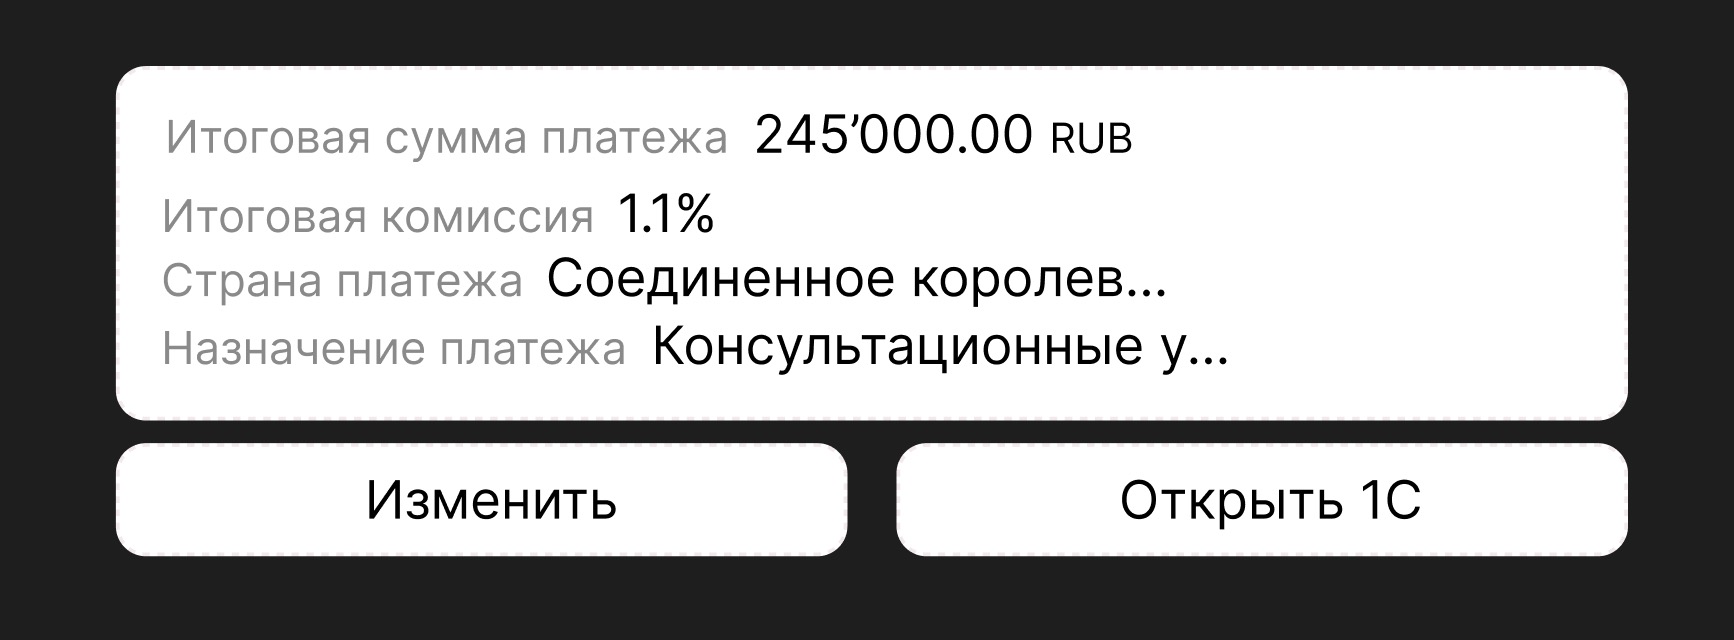 Итоговая сумма платежа 245’000.00 RUB
Итоговая комиссия 1.1%
Страна платежа Соединенное королев...
Назначение платежа Консультационные у...
Изменить
Открыть 1С